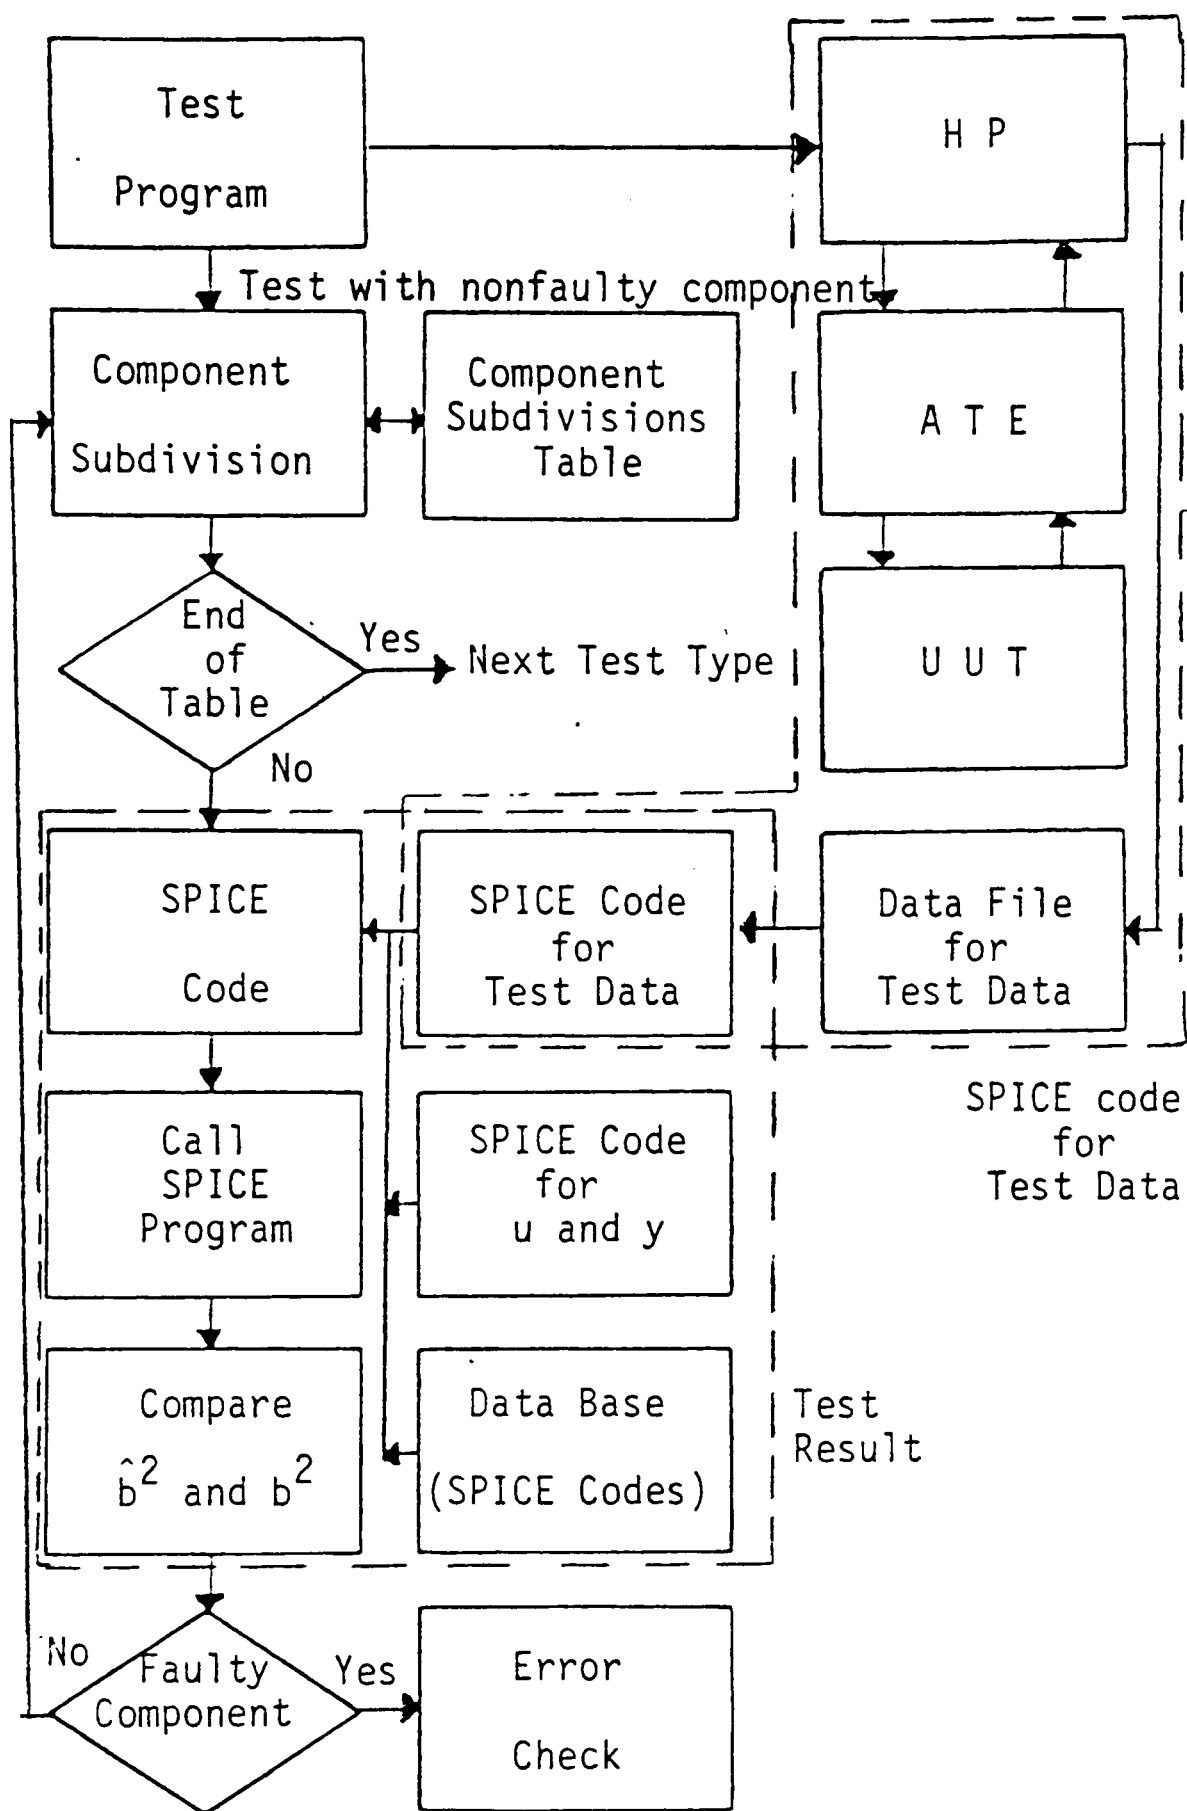 Test
Program
H P
Test with nonfaulty component
Component
Subdivision
Component
Subdivisions
Table
A T E
End
of
Table
Yes
Next Test Type
U U T
No
SPICE
Code
SPICE Code
for
Test Data
Data File
for
Test Data
SPICE code
for
Test Data
Call
SPICE
Program
SPICE Code
for
u and y
Compare
b̂² and b²
Data Base
(SPICE Codes)
Test
Result
No
Faulty
Component
Yes
Error
Check